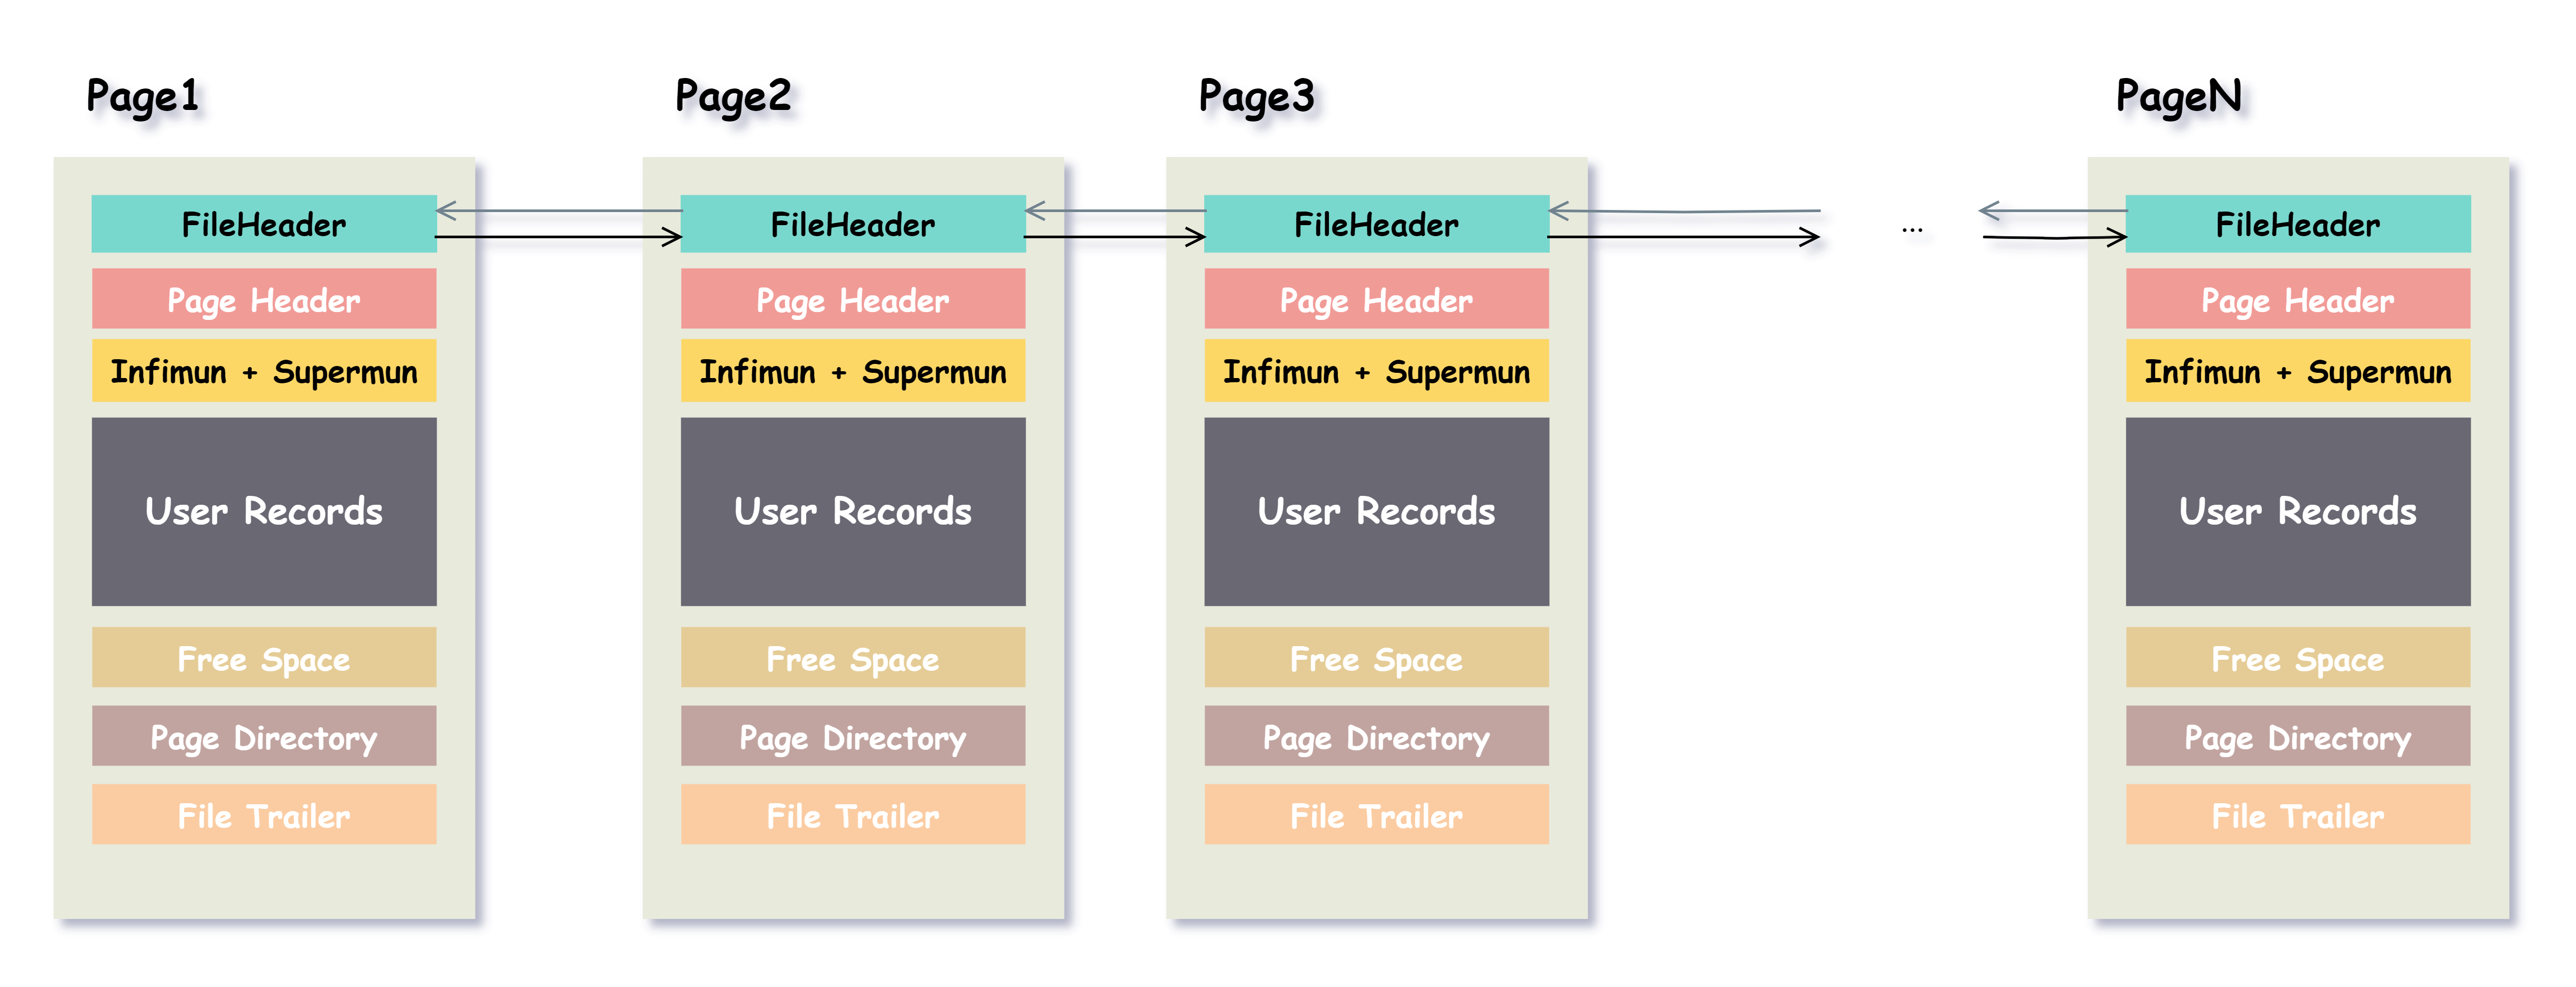 Page1
Page2
Page3
PageN
FileHeader
FileHeader
FileHeader
...
FileHeader
Page Header
Page Header
Page Header
Page Header
Infimun + Supermun
Infimun + Supermun
Infimun + Supermun
Infimun + Supermun
User Records
User Records
User Records
User Records
Free Space
Free Space
Free Space
Free Space
Page Directory
Page Directory
Page Directory
Page Directory
File Trailer
File Trailer
File Trailer
File Trailer